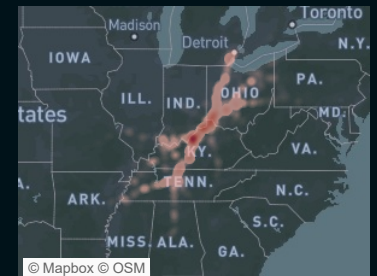 Toronto
Madison
Detroit
N.Y.
IOWA
PA.
OHIO
ILL.
IND.
MD.
tates
KY.
VA.
TENN.
N.C.
ARK.
S.C.
MISS.
ALA.
GA.
© Mapbox © OSM